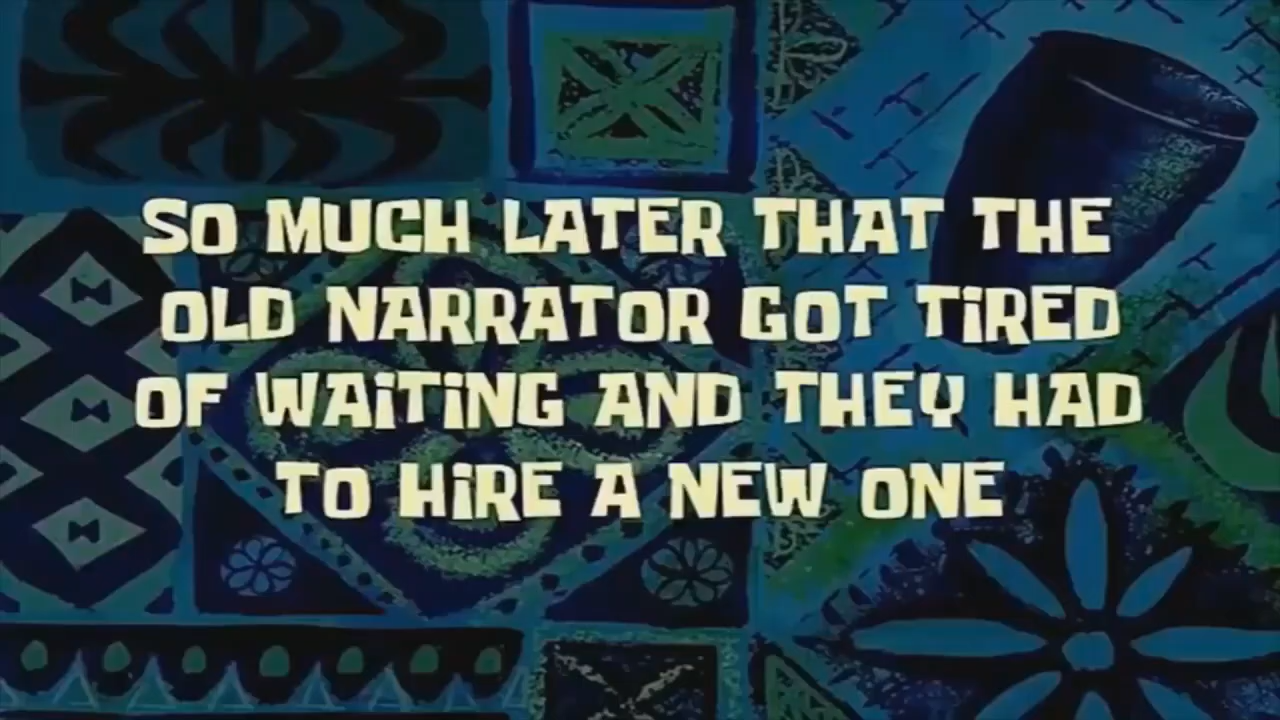 SO MUCH LATER THAT THE
OLD NARRATOR GOT TiRED
OF WAiTiNG AND THEY HAD
TO HiRE A NEW ONE